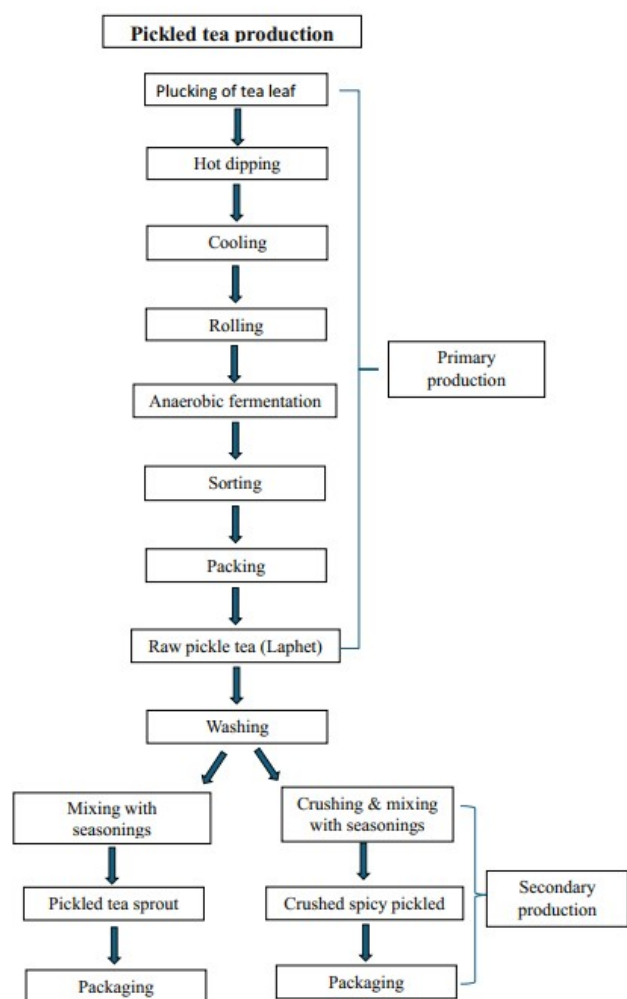 Pickled tea production
Plucking of tea leaf
Hot dipping
Cooling
Rolling
Anaerobic fermentation
Sorting
Packing
Raw pickle tea (Laphet)
Primary
production
Washing
Mixing with
seasonings
Pickled tea sprout
Packaging
Crushing & mixing
with seasonings
Crushed spicy pickled
Packaging
Secondary
production